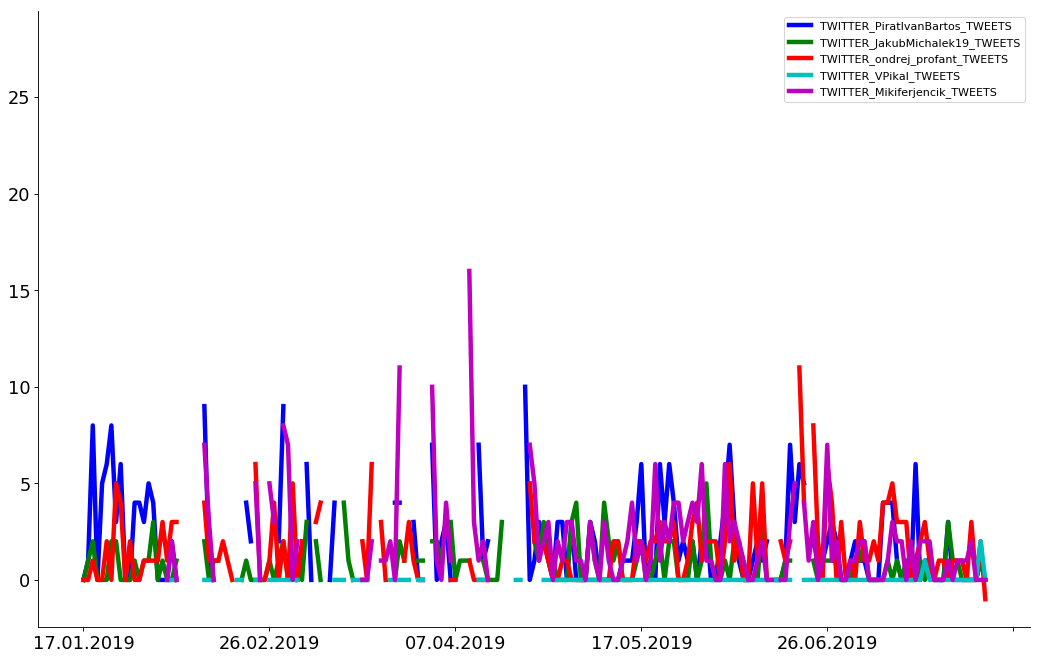 TWITTER_PiratIvanBartos_TWEETS
TWITTER_JakubMichalek19_TWEETS
TWITTER_ondrej_profant_TWEETS
TWITTER_VPikal_TWEETS
TWITTER_Mikiferjencik_TWEETS
25
20
15
10
5
0
17.01.2019 26.02.2019 07.04.2019 17.05.2019 26.06.2019